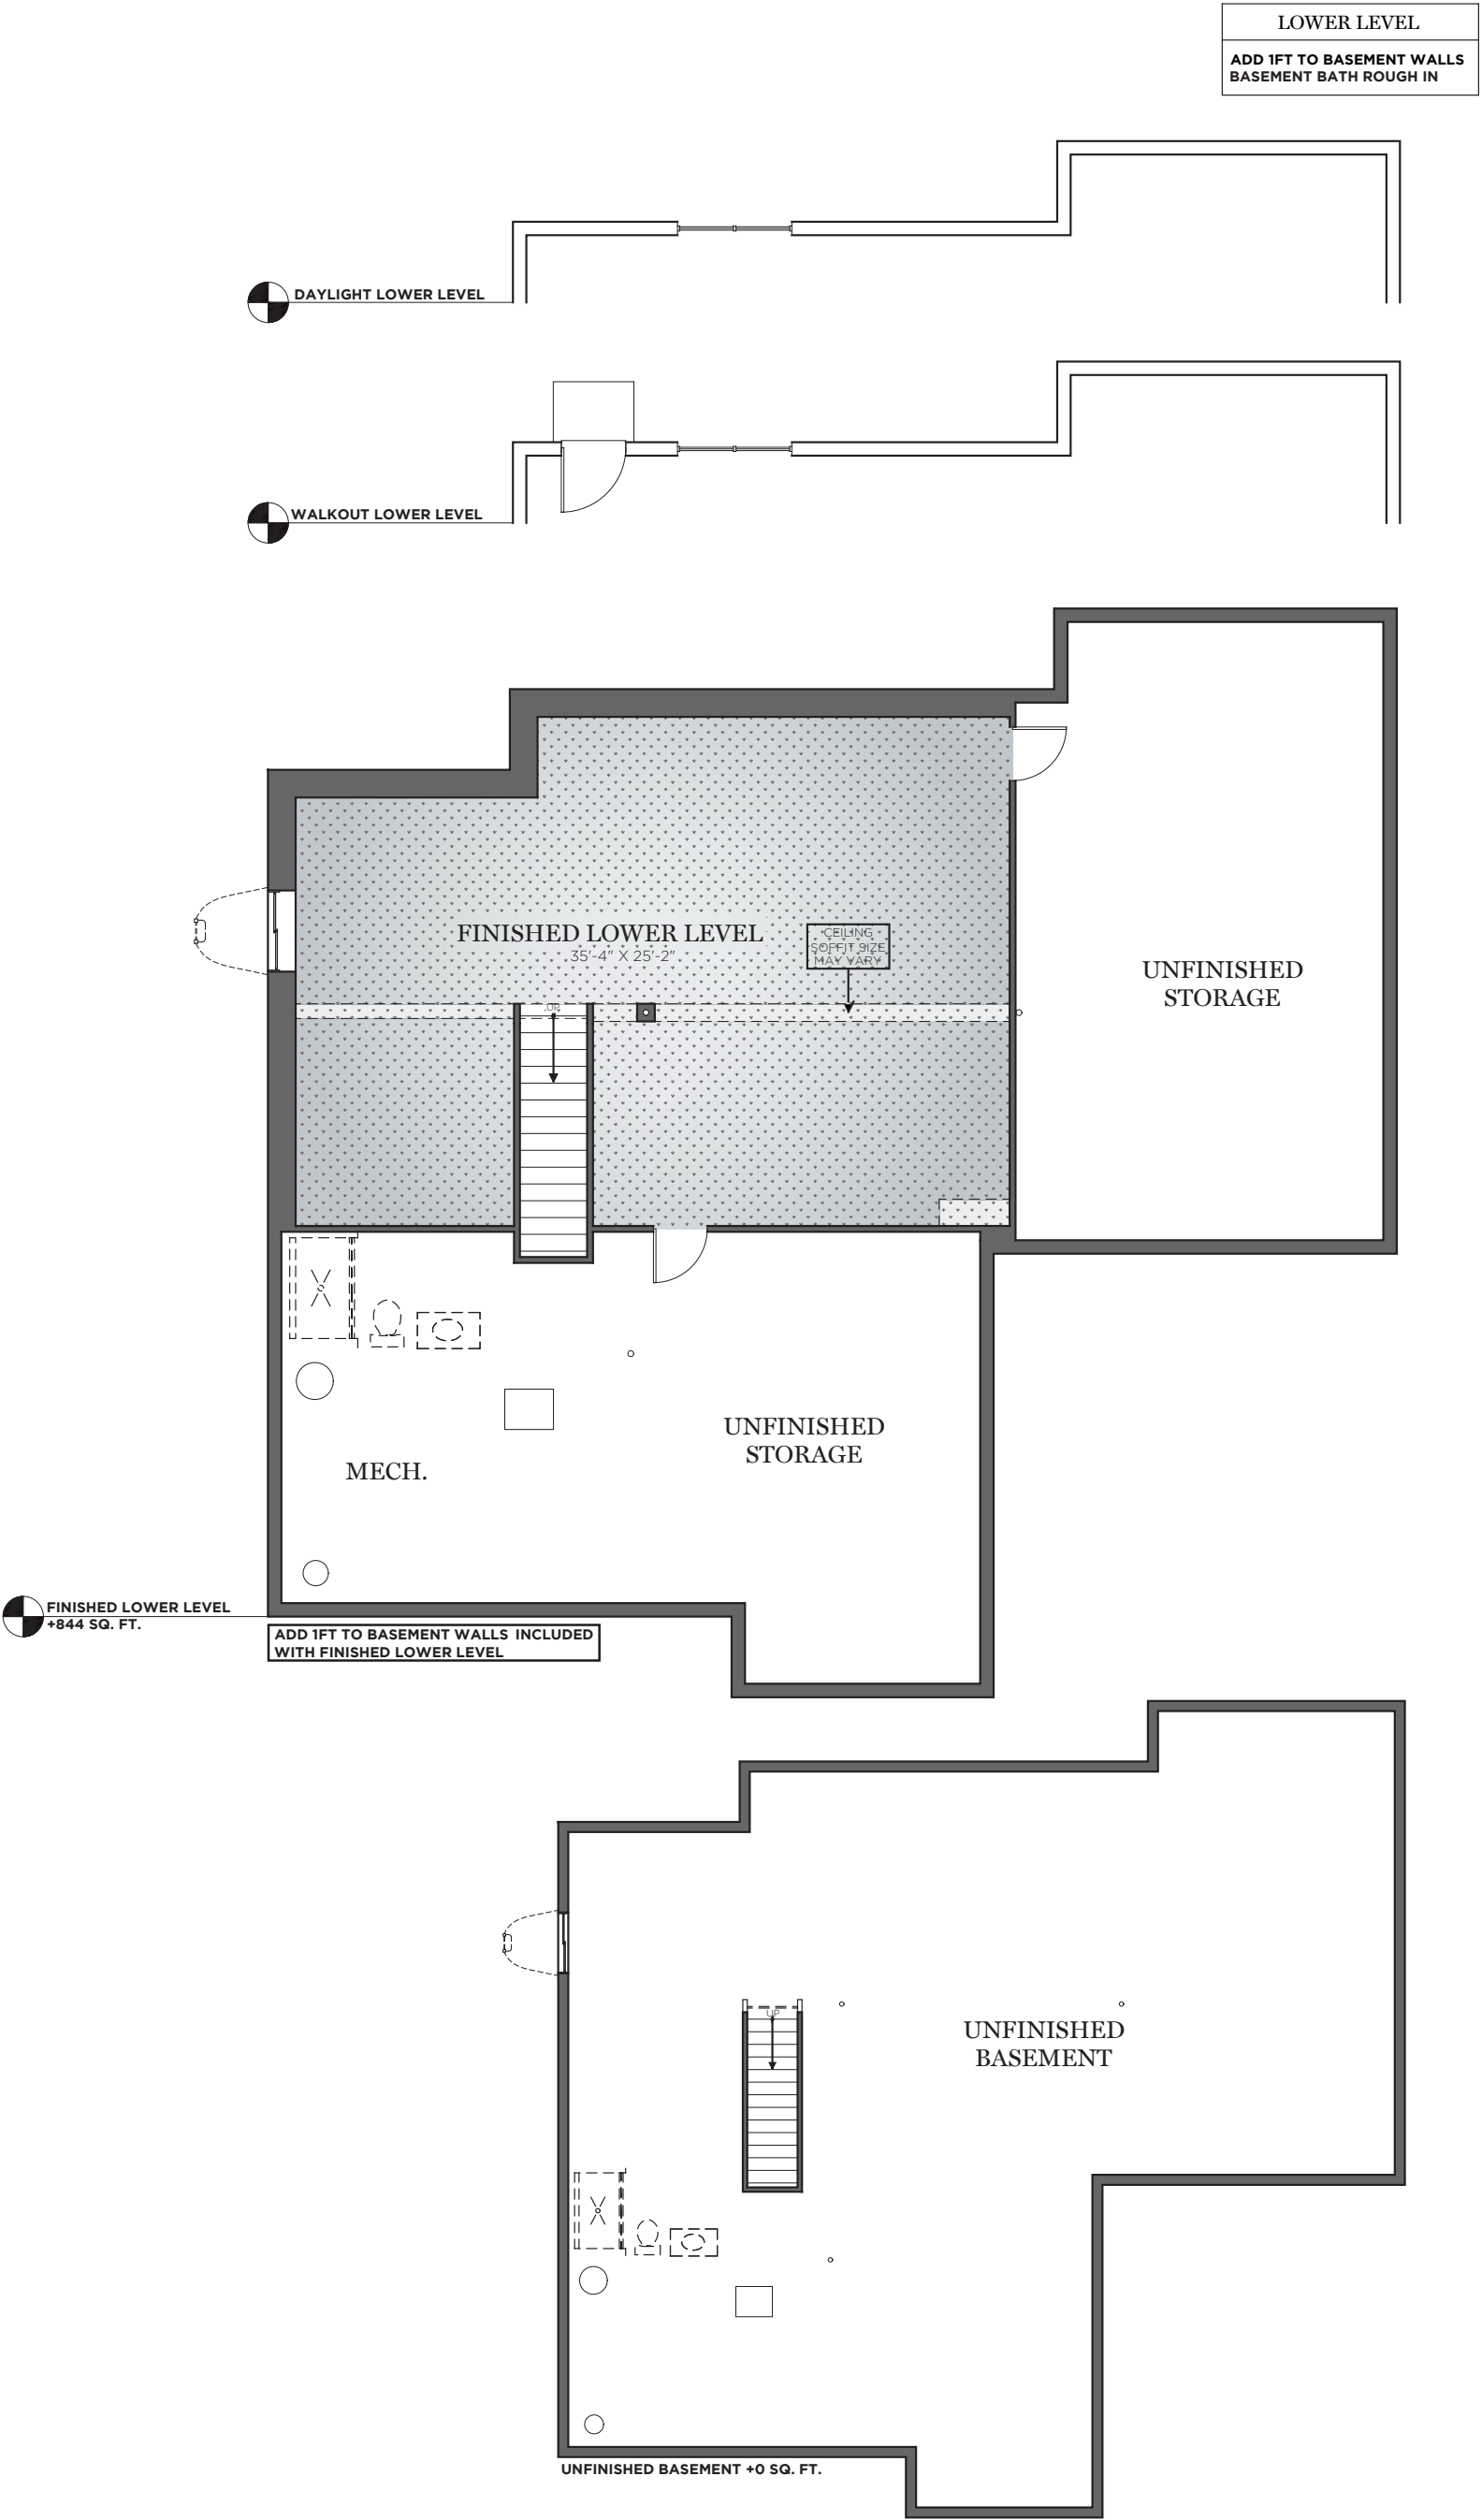 LOWER LEVEL
ADD 1FT TO BASEMENT WALLS
BASEMENT BATH ROUGH IN
DAYLIGHT LOWER LEVEL
WALKOUT LOWER LEVEL
FINISHED LOWER LEVEL
35'-4" X 25'-2"
CEILING
SOFFIT SIZE
MAY VARY
UNFINISHED
STORAGE
UP
UNFINISHED
STORAGE
MECH.
FINISHED LOWER LEVEL
+844 SQ. FT.
ADD 1FT TO BASEMENT WALLS INCLUDED
WITH FINISHED LOWER LEVEL
UP
UNFINISHED
BASEMENT
UNFINISHED BASEMENT +0 SQ. FT.